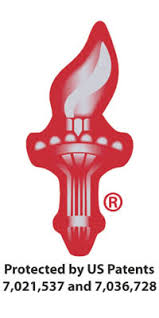 ®
Protected by US Patents
7,021,537 and 7,036,728